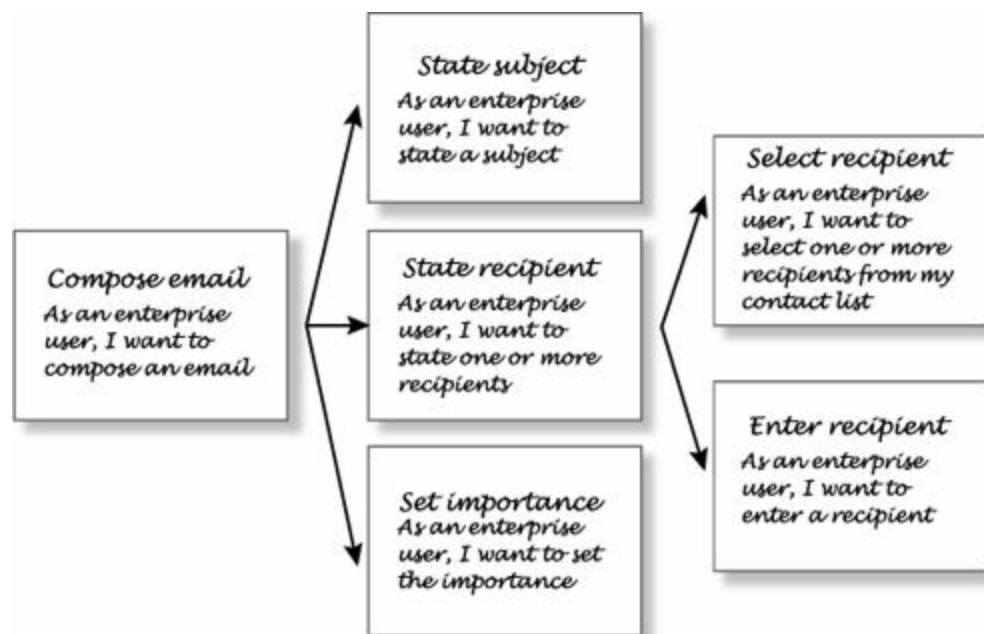 Compose email
As an enterprise
user, I want to
compose an email
State subject
As an enterprise
user, I want to
state a subject
State recipient
As an enterprise
user, I want to
state one or more
recipients
Set importance
As an enterprise
user, I want to set
the importance
Select recipient
As an enterprise
user, I want to
select one or more
recipients from my
contact list
Enter recipient
As an enterprise
user, I want to
enter a recipient